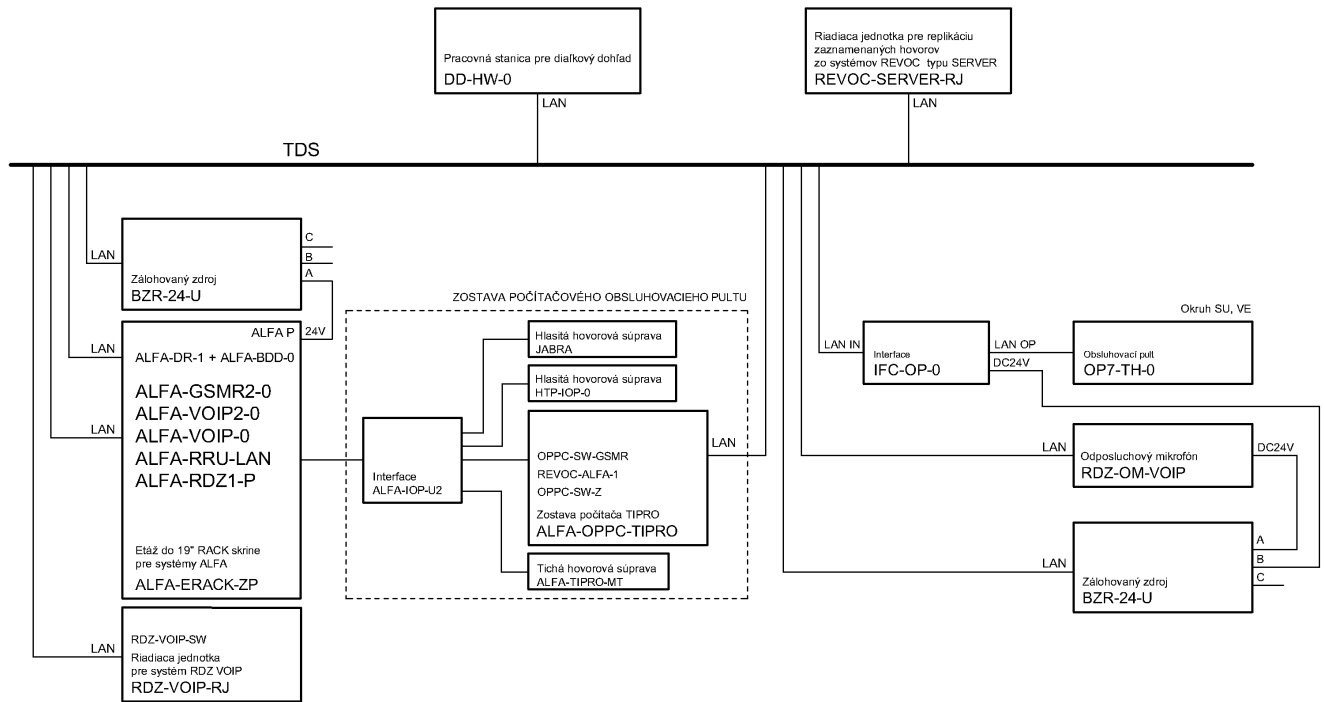 Pracovná stanica pre diaľkový dohľad
DD-HW-0
LAN
Riadiaca jednotka pre replikáciu
zaznamenaných hovorov
zo systémov REVOC typu SERVER
REVOC-SERVER-RJ
LAN
TDS
LAN
Zálohovaný zdroj
BZR-24-U
C
B
A
ALFA P
24V
LAN
ALFA-DR-1 + ALFA-BDD-0
ALFA-GSMR2-0
ALFA-VOIP2-0
LAN
ALFA-VOIP-0
ALFA-RRU-LAN
ALFA-RDZ1-P
Etáž do 19" RACK skrine
pre systémy ALFA
ALFA-ERACK-ZP
LAN
RDZ-VOIP-SW
Riadiaca jednotka
pre systém RDZ VOIP
RDZ-VOIP-RJ
ZOSTAVA POČÍTAČOVÉHO OBSLUHOVACIEHO PULTU
Hlasitá hovorová súprava
JABRA
Hlasitá hovorová súprava
HTP-IOP-0
Interface
ALFA-IOP-U2
OPPC-SW-GSMR
REVOC-ALFA-1
OPPC-SW-Z
Zostava počítača TIPRO
ALFA-OPPC-TIPRO
LAN
Tichá hovorová súprava
ALFA-TIPRO-MT
LAN IN
Interface
IFC-OP-0
LAN OP
DC24V
Okruh SU, VE
Obsluhovací pult
OP7-TH-0
LAN
Odposluchový mikrofón
RDZ-OM-VOIP
DC24V
LAN
Zálohovaný zdroj
BZR-24-U
A
B
C